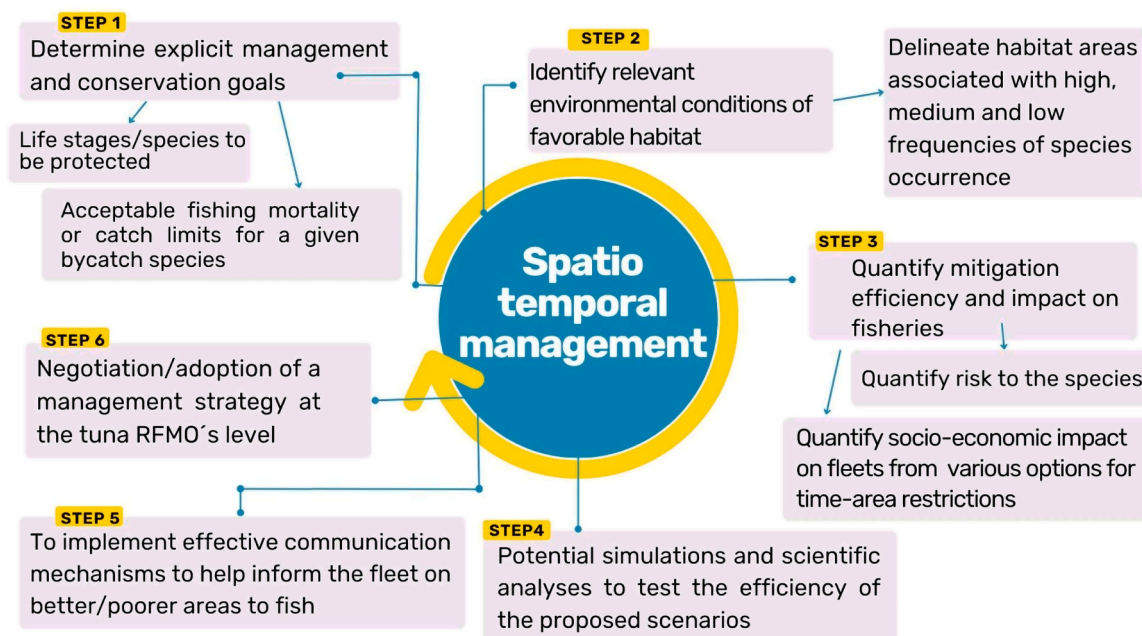 STEP 1
Determine explicit management
and conservation goals
Life stages/species to
be protected
Acceptable fishing mortality
or catch limits for a given
bycatch species
STEP 2
Identify relevant
environmental conditions of
favorable habitat
Delineate habitat areas
associated with high,
medium and low
frequencies of species
occurrence
Spatio
temporal
management
STEP 3
Quantify mitigation
efficiency and impact on
fisheries
Quantify risk to the species
Quantify socio-economic impact
on fleets from various options for
time-area restrictions
STEP4
Potential simulations and scientific
analyses to test the efficiency of
the proposed scenarios
STEP 5
To implement effective communication
mechanisms to help inform the fleet on
better/poorer areas to fish
STEP 6
Negotiation/adoption of a
management strategy at
the tuna RFMO´s level